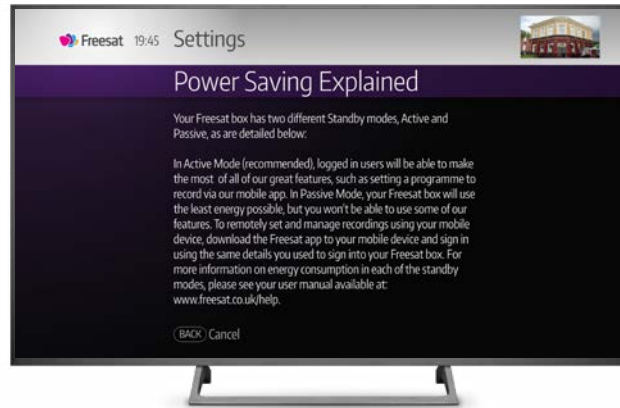 Freesat 19:45 Settings
Power Saving Explained
Your Freesat box has two different Standby modes, Active and
Passive, as are detailed below:
In Active Mode (recommended), logged in users will be able to make
the most of all of our great features, such as setting a programme to
record via our mobile app. In Passive Mode, your Freesat box will use
the least energy possible, but you won't be able to use some of our
features. To remotely set and manage recordings using your mobile
device, download the Freesat app to your mobile device and sign in
using the same details you used to sign into your Freesat box. For
more information on energy consumption in each of the standby
modes, please see your user manual available at:
www.freesat.co.uk/help.
BACK Cancel